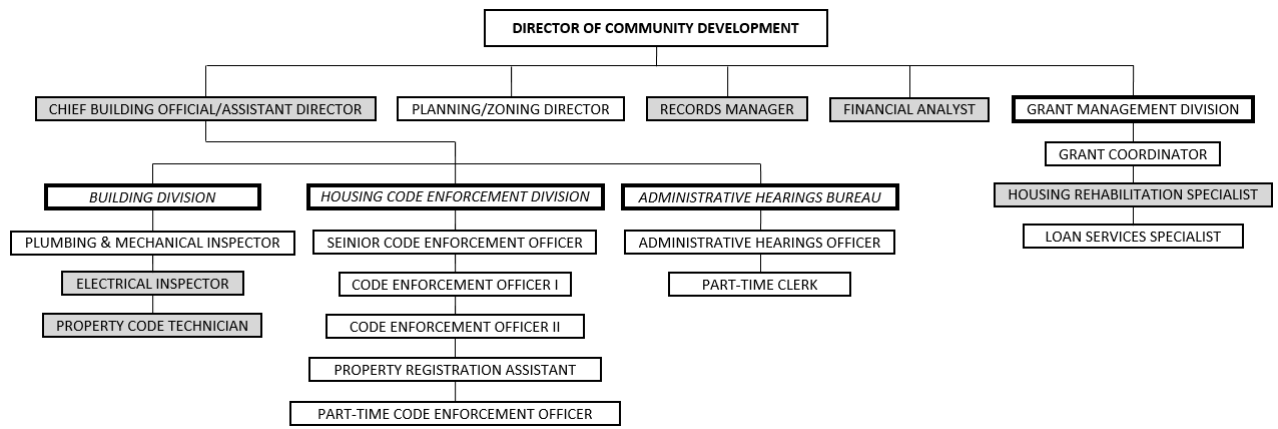 DIRECTOR OF COMMUNITY DEVELOPMENT
CHIEF BUILDING OFFICIAL/ASSISTANT DIRECTOR
PLANNING/ZONING DIRECTOR
RECORDS MANAGER
FINANCIAL ANALYST
GRANT MANAGEMENT DIVISION
GRANT COORDINATOR
HOUSING REHABILITATION SPECIALIST
LOAN SERVICES SPECIALIST
BUILDING DIVISION
PLUMBING & MECHANICAL INSPECTOR
ELECTRICAL INSPECTOR
PROPERTY CODE TECHNICIAN
HOUSING CODE ENFORCEMENT DIVISION
SEINIOR CODE ENFORCEMENT OFFICER
CODE ENFORCEMENT OFFICER I
CODE ENFORCEMENT OFFICER II
PROPERTY REGISTRATION ASSISTANT
PART-TIME CODE ENFORCEMENT OFFICER
ADMINISTRATIVE HEARINGS BUREAU
ADMINISTRATIVE HEARINGS OFFICER
PART-TIME CLERK